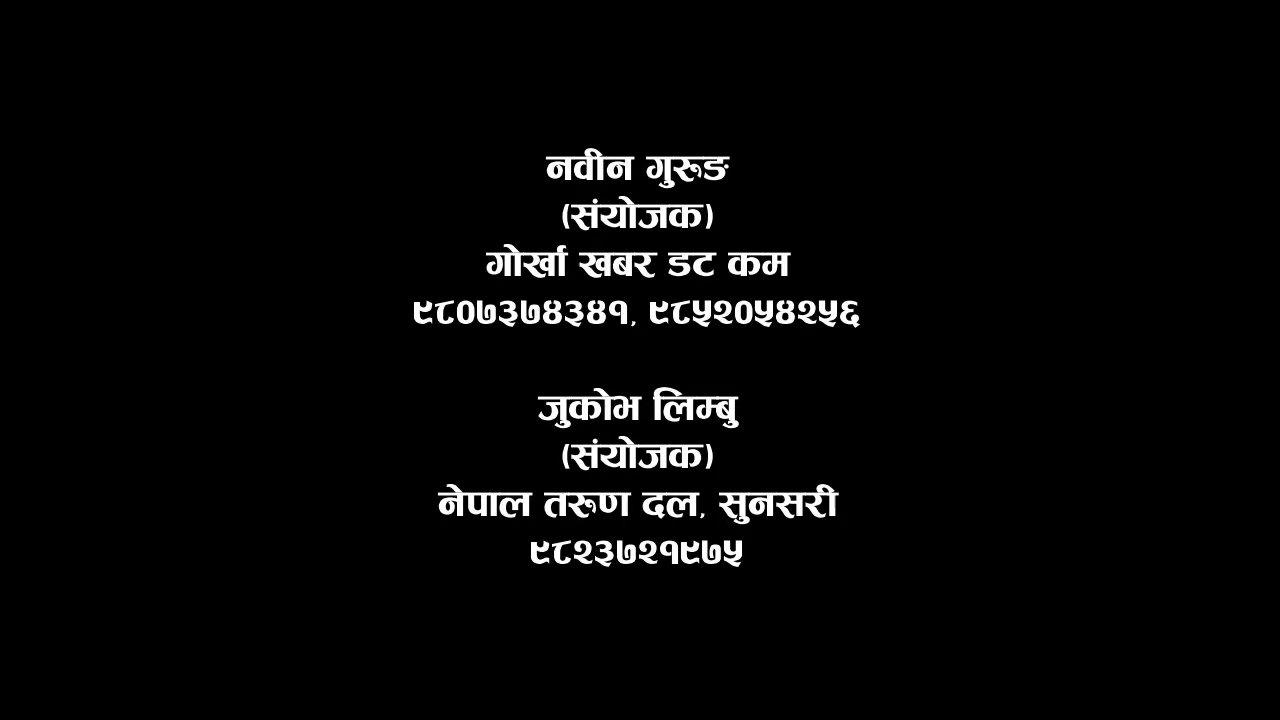 नवीन गुरुङ
(संयोजक)
गोर्खा खबर डट कम
९८०७३७४३४१, ९८५२०५४२५६
जुकोभ लिम्बु
(संयोजक)
नेपाल तरुण दल, सुनसरी
९८२३७२१९७५